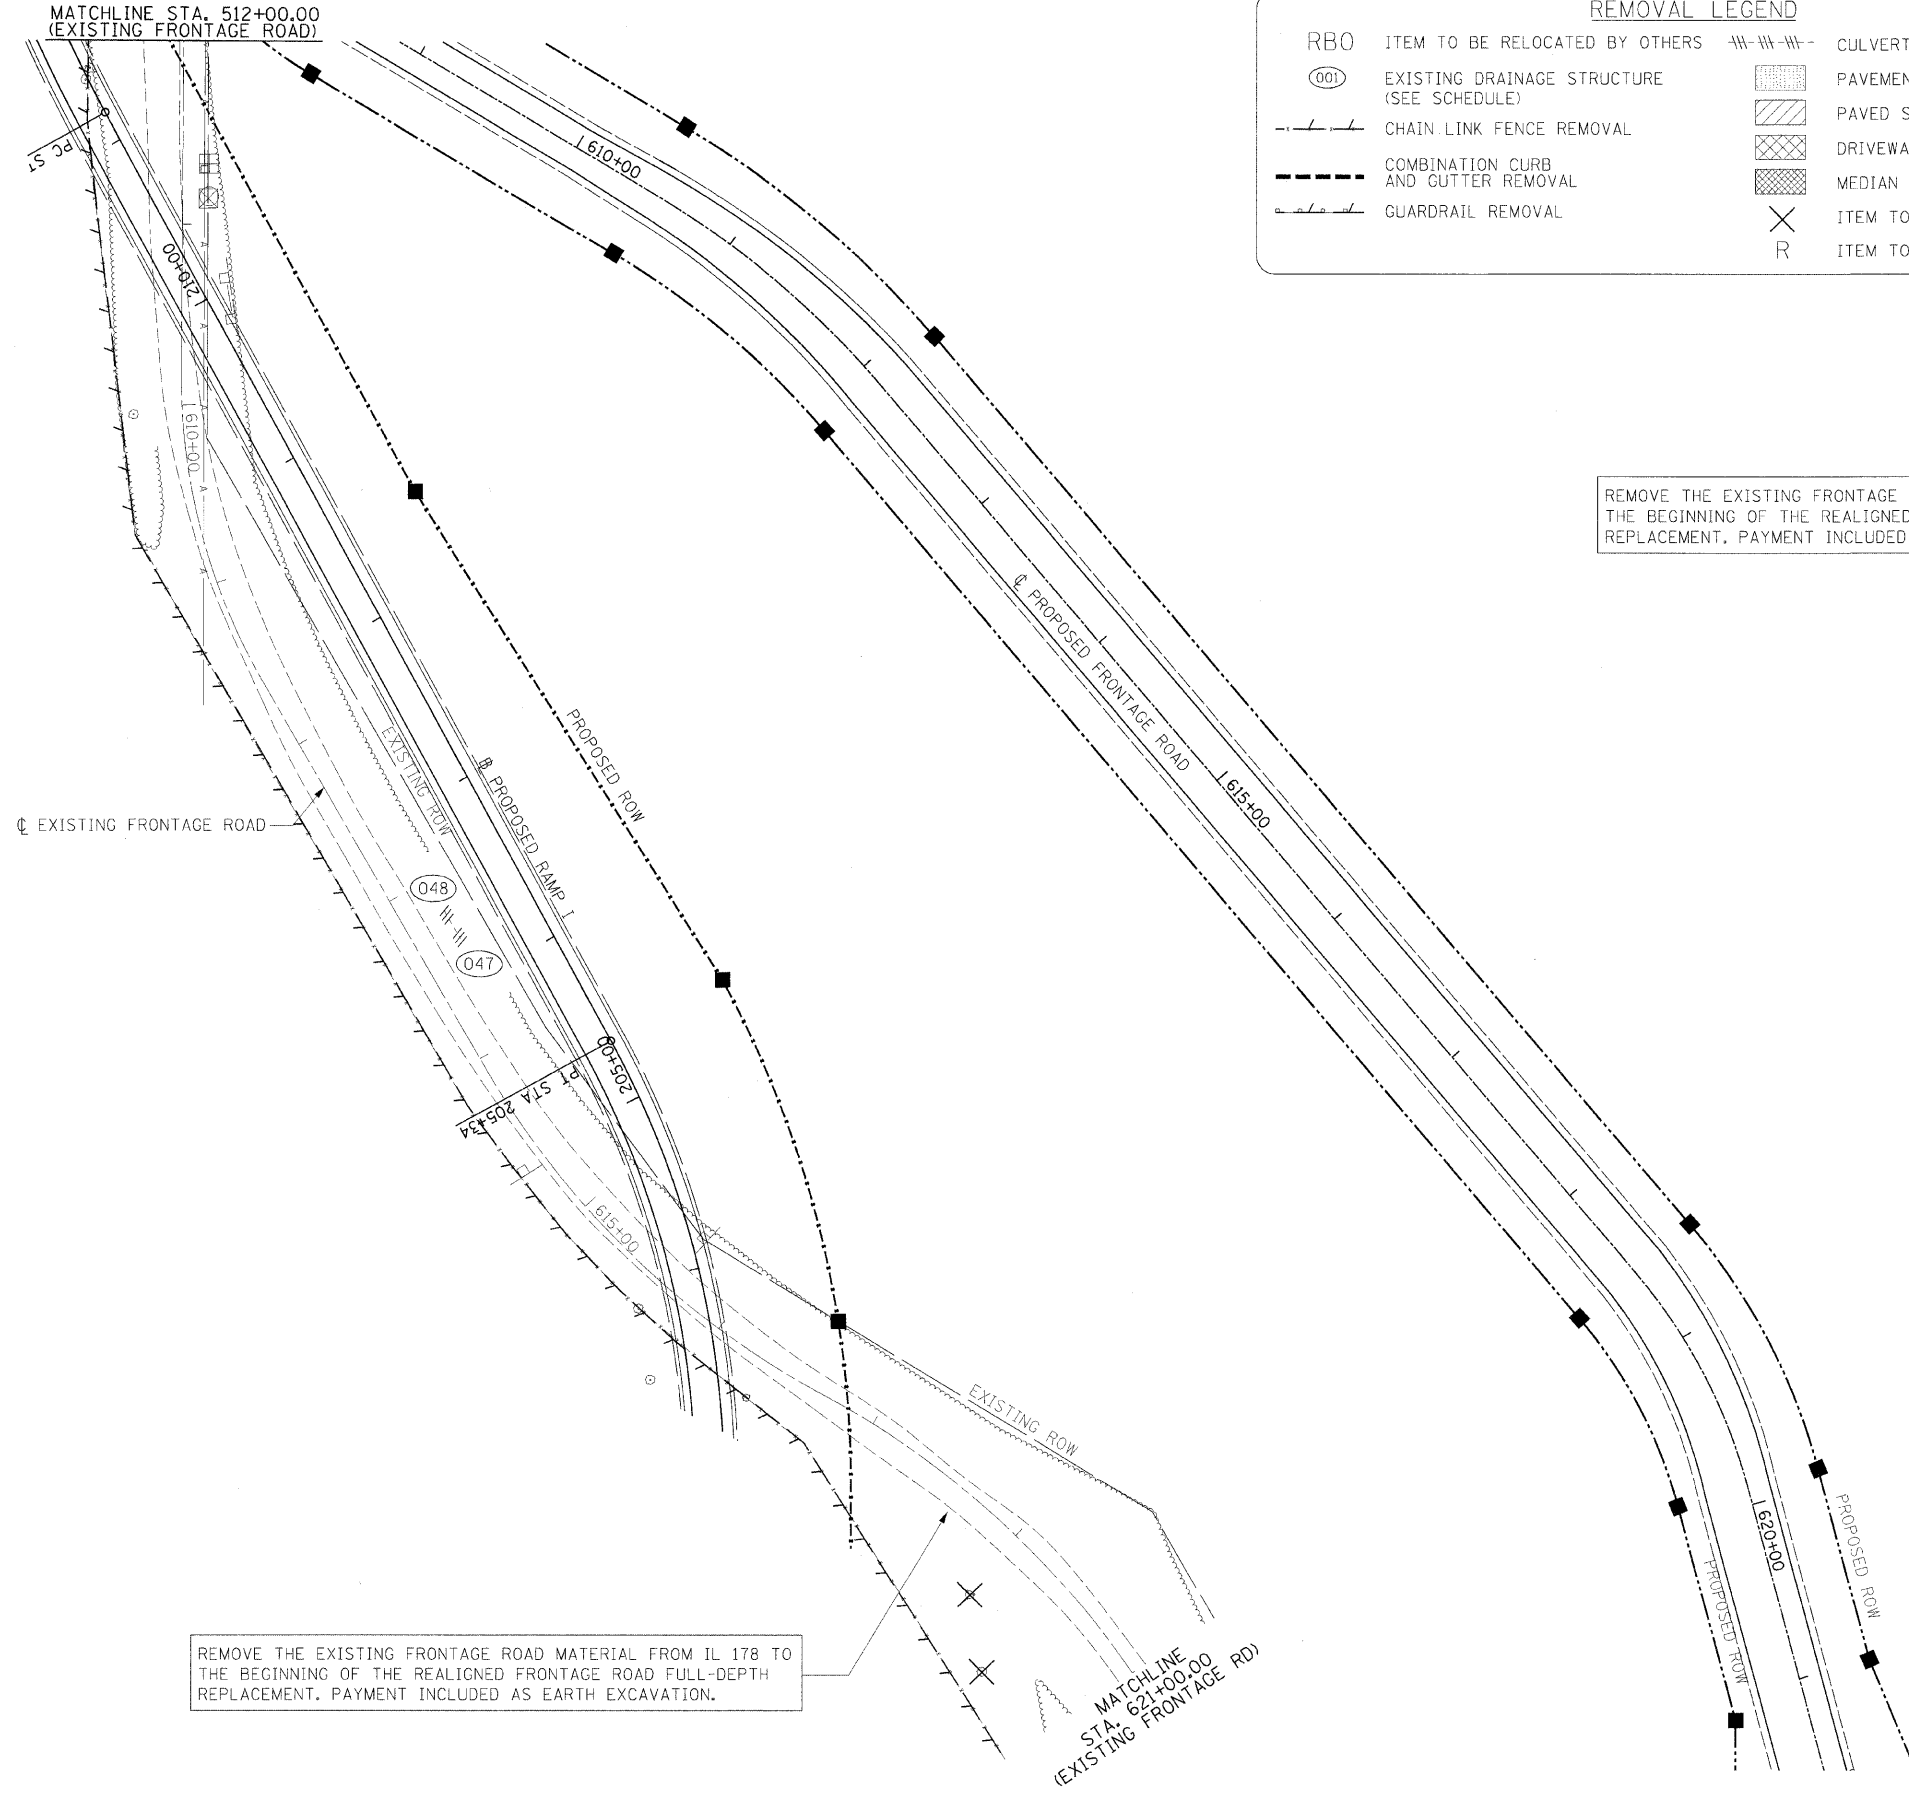 MATCHLINE STA. 512+00.00
(EXISTING FRONTAGE ROAD)
REMOVAL LEGEND
RBO ITEM TO BE RELOCATED BY OTHERS
001 EXISTING DRAINAGE STRUCTURE
(SEE SCHEDULE)
CHAIN LINK FENCE REMOVAL
COMBINATION CURB
AND GUTTER REMOVAL
GUARDRAIL REMOVAL
CULVERT
PAVEMEN
PAVED S
DRIVEWA
MEDIAN
ITEM TO
R ITEM TO
PC ST
610+00
210+00
610+00
A
A
A
A
A
A
REMOVE THE EXISTING FRONTAGE
THE BEGINNING OF THE REALIGNED
REPLACEMENT. PAYMENT INCLUDED
℄ PROPOSED FRONTAGE ROAD
615+00
PROPOSED ROW
EXISTING ROW
PROPOSED RAMP I
℄ EXISTING FRONTAGE ROAD
048
047
205+00
PT STA 205+34
615+00
EXISTING ROW
620+00
PROPOSED ROW
PROPOSED ROW
REMOVE THE EXISTING FRONTAGE ROAD MATERIAL FROM IL 178 TO
THE BEGINNING OF THE REALIGNED FRONTAGE ROAD FULL-DEPTH
REPLACEMENT. PAYMENT INCLUDED AS EARTH EXCAVATION.
MATCHLINE
STA. 621+00.00
(EXISTING FRONTAGE RD)